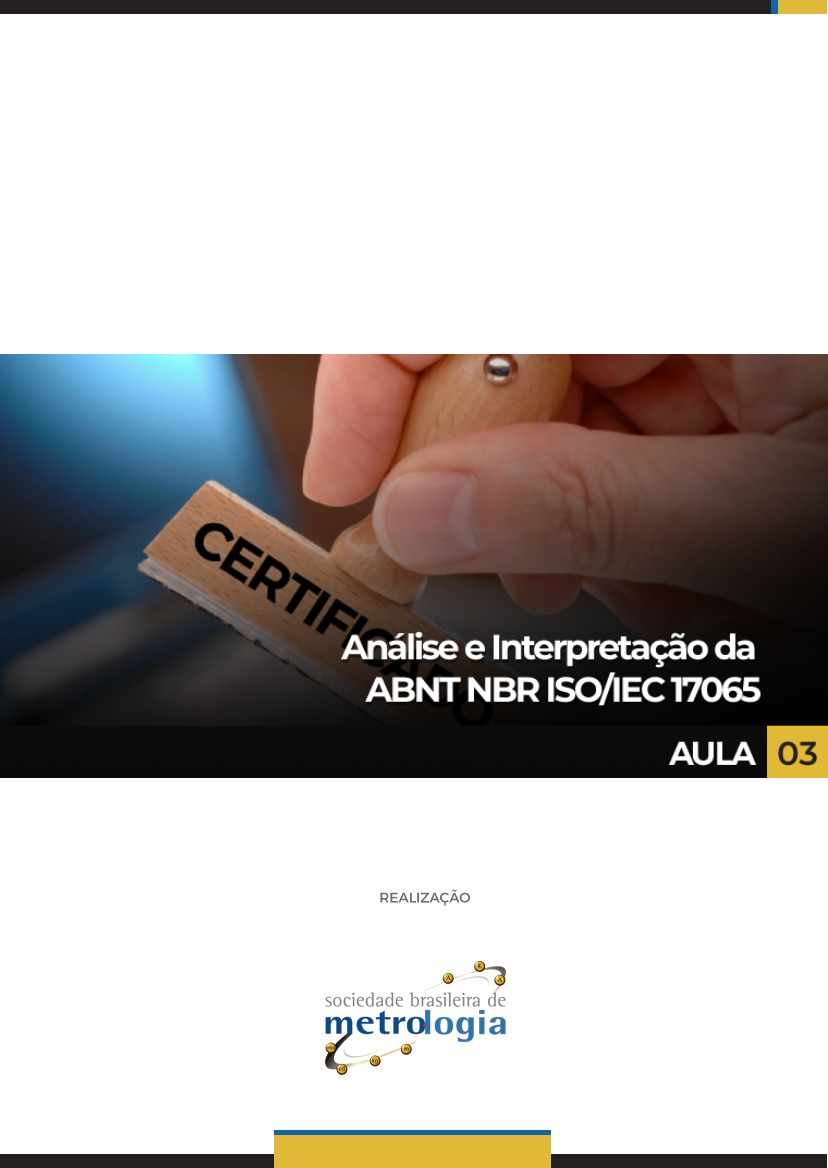 CERTIFICADO
Análise e Interpretação da
ABNT NBR ISO/IEC 17065
AULA 03
REALIZAÇÃO
sociedade brasileira de
metrologia